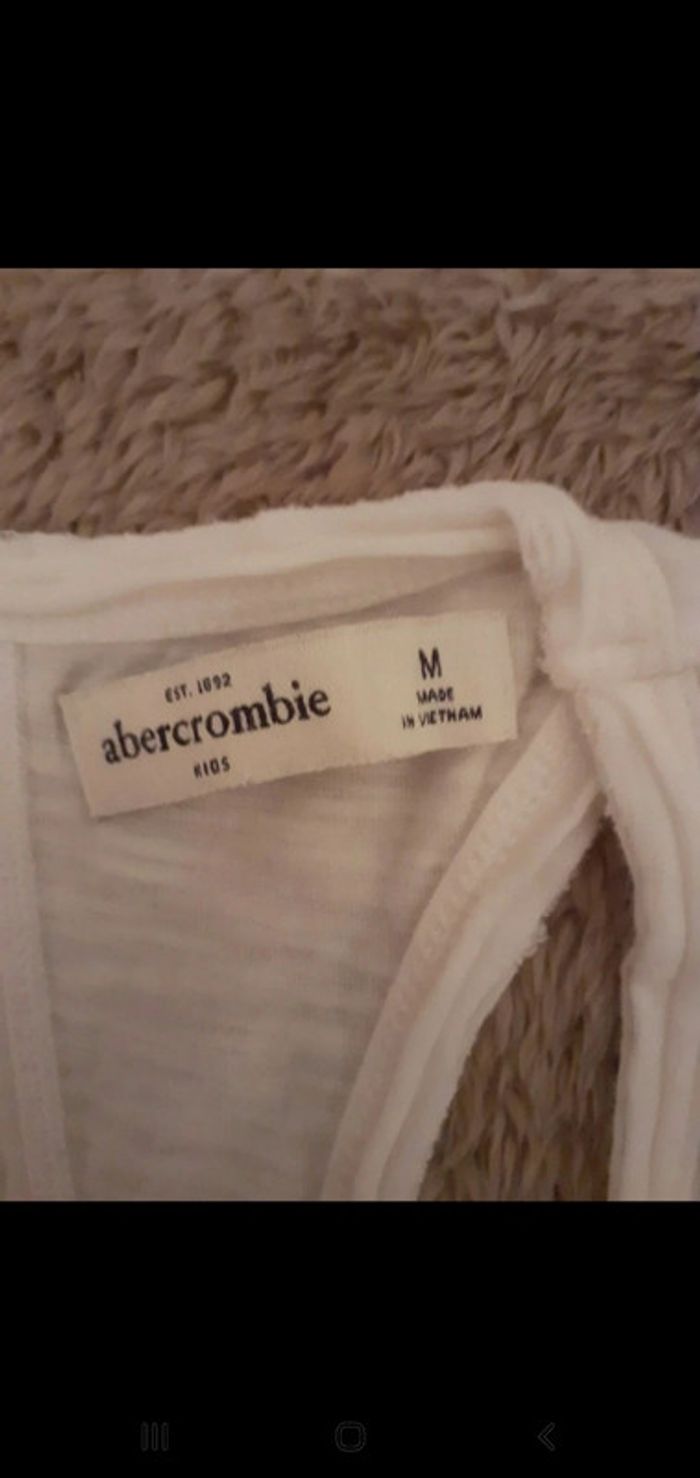 EST. 1892
abercrombie
KIDS
M
MADE
IN VIETNAM